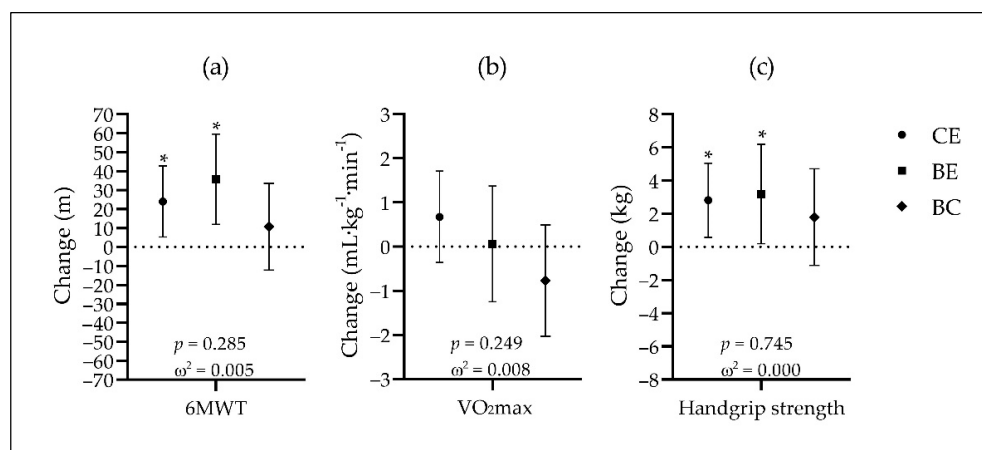 (a)
(b)
(c)
Change (m)
70
60
50
40
30
20
10
0
−10
−20
−30
−40
−50
−60
−70
*
*
p = 0.285
ω² = 0.005
6MWT
Change (mL·kg⁻¹·min⁻¹)
3
2
1
0
−1
−2
−3
p = 0.249
ω² = 0.008
VO₂max
Change (kg)
8
6
4
2
0
−2
−4
−6
−8
*
*
p = 0.745
ω² = 0.000
Handgrip strength
CE
BE
BC